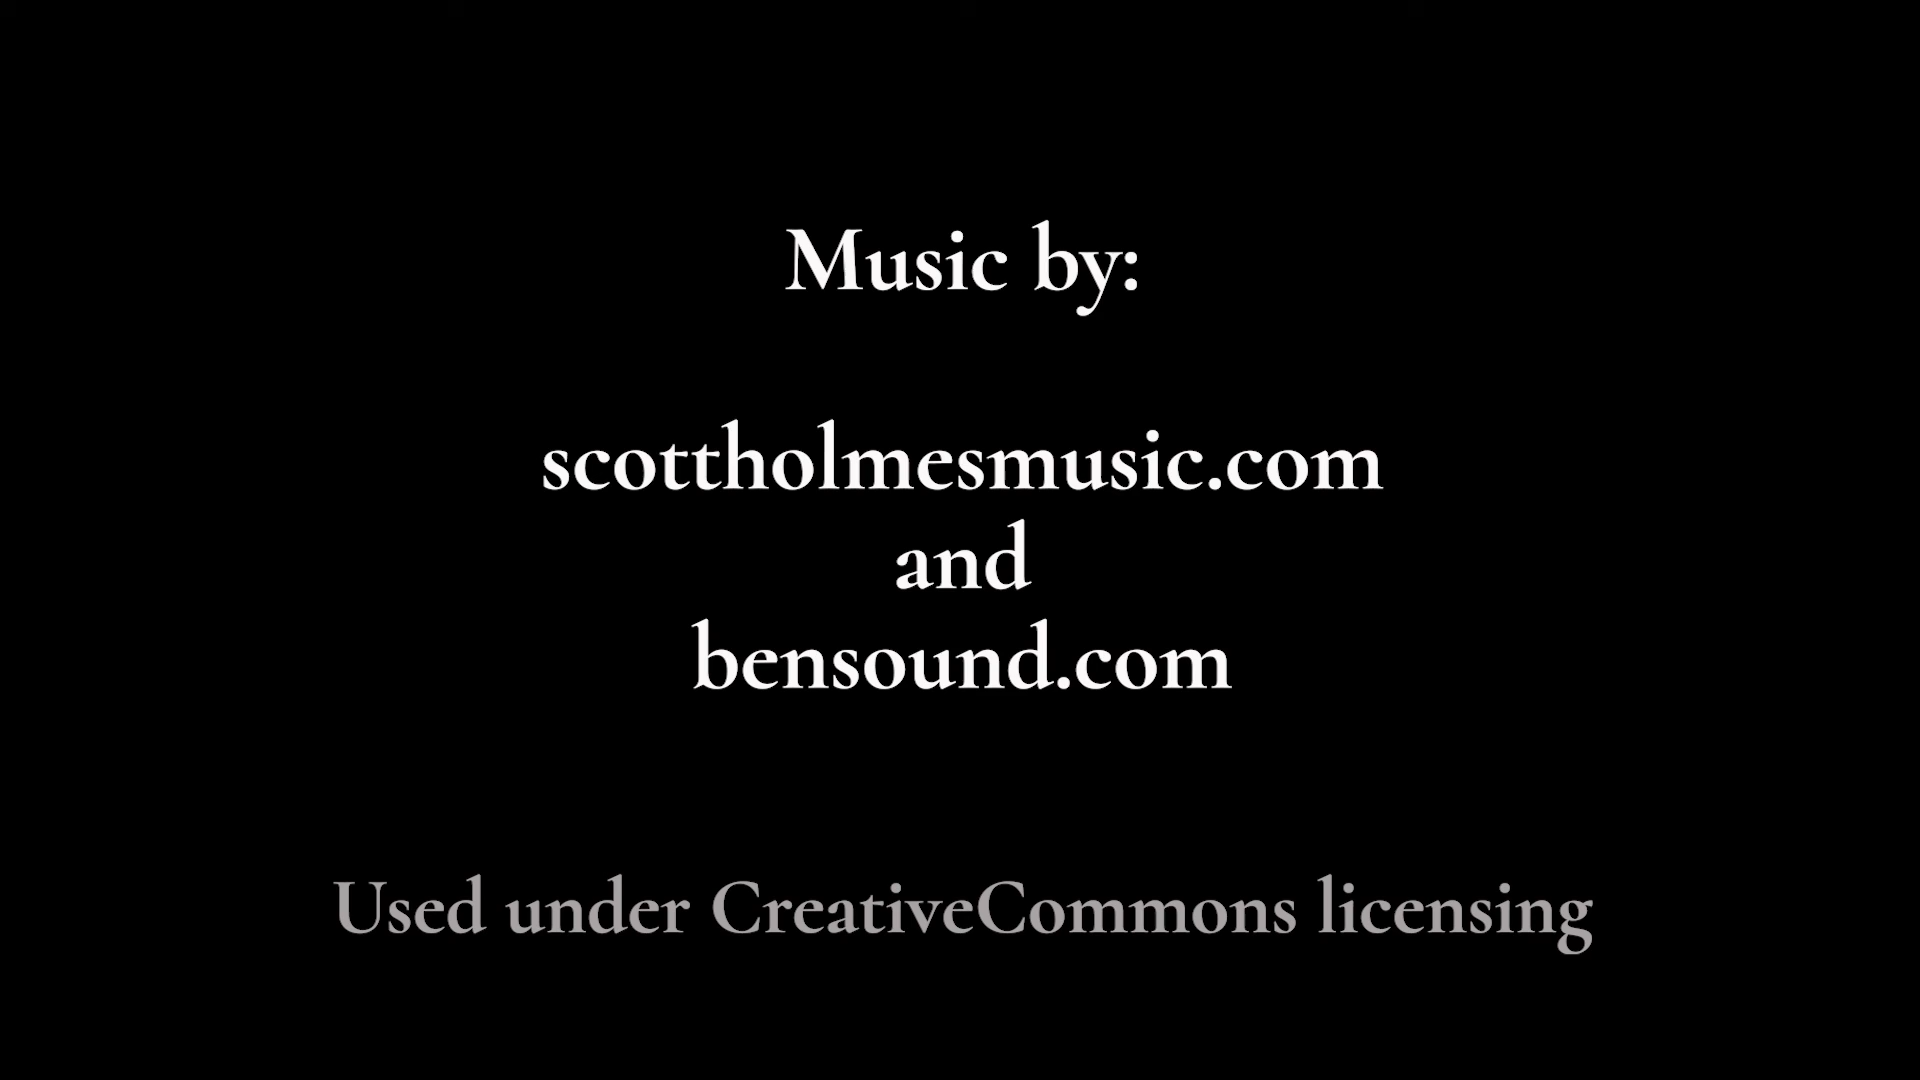 Music by:
scottholmesmusic.com
and
bensound.com
Used under CreativeCommons licensing